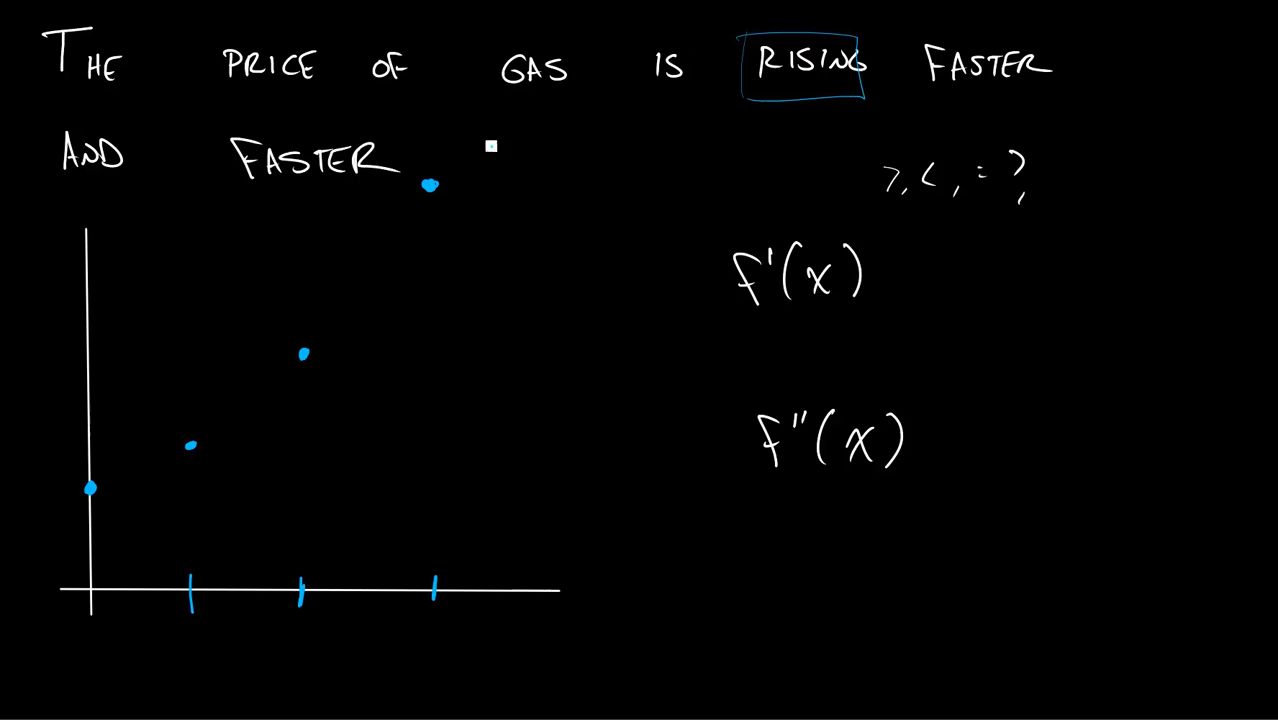 THE PRICE OF GAS IS RISING FASTER
AND FASTER
>, <, = ?
f'(x)
f''(x)